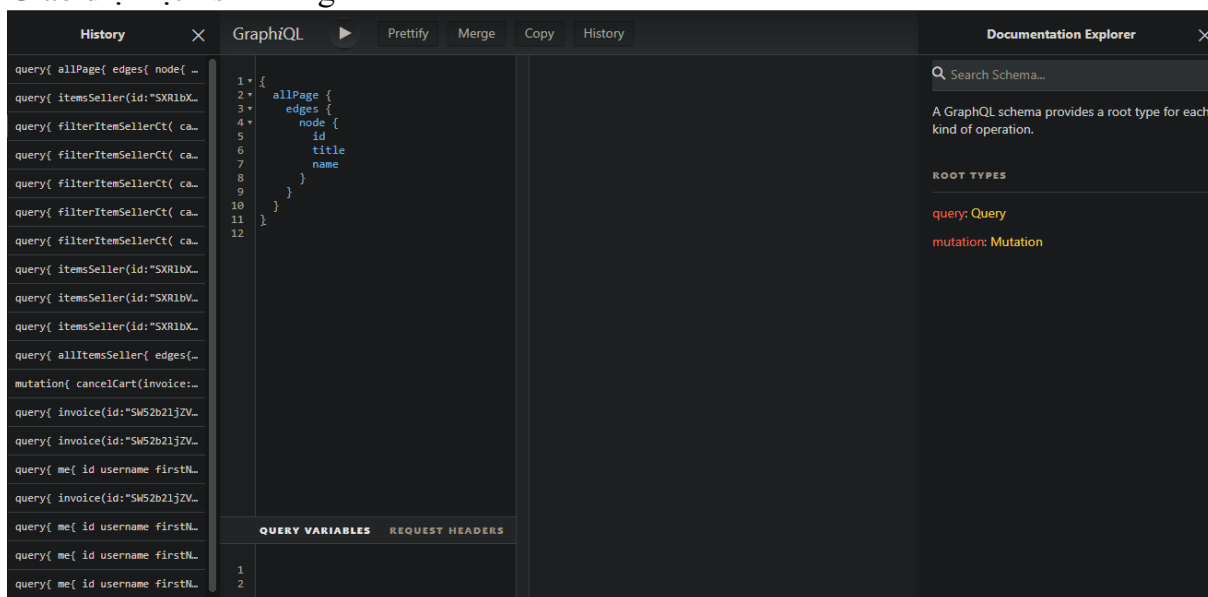 History
query{ allPage{ edges{ node{ …
query{ itemsSeller(id:"SXRlbX…
query{ filterItemSellerCt( ca…
query{ filterItemSellerCt( ca…
query{ filterItemSellerCt( ca…
query{ filterItemSellerCt( ca…
query{ filterItemSellerCt( ca…
query{ itemsSeller(id:"SXRlbX…
query{ itemsSeller(id:"SXRlbV…
query{ itemsSeller(id:"SXRlbX…
query{ allItemsSeller{ edges{…
mutation{ cancelCart(invoice:…
query{ invoice(id:"SW52b2ljZV…
query{ invoice(id:"SW52b2ljZV…
query{ me{ id username firstN…
query{ invoice(id:"SW52b2ljZV…
query{ me{ id username firstN…
query{ me{ id username firstN…
query{ me{ id username firstN…
GraphiQL Prettify Merge Copy History
1 {
2 allPage {
3 edges {
4 node {
5 id
6 title
7 name
8 }
9 }
10 }
11 }
12
QUERY VARIABLES REQUEST HEADERS
1
2
Documentation Explorer
Search Schema...
A GraphQL schema provides a root type for each
kind of operation.
ROOT TYPES
query: Query
mutation: Mutation